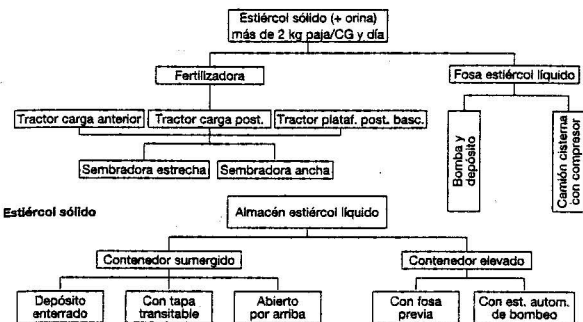 Estiércol sólido (+ orina)
más de 2 kg paja/CG y día
Fertilizadora
Fosa estiércol líquido
Tractor carga anterior
Tractor carga post.
Tractor plataf. post. basc.
Bomba y
depósito
Camión cisterna
con compresor
Sembradora estrecha
Sembradora ancha
Estiércol sólido
Almacén estiércol líquido
Contenedor sumergido
Contenedor elevado
Depósito
enterrado
Con tapa
transitable
Abierto
por arriba
Con fosa
previa
Con est. autom.
de bombeo